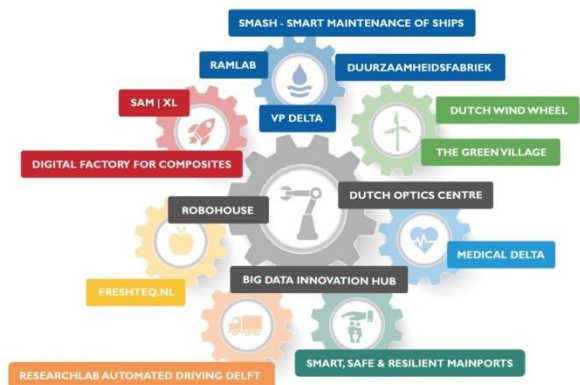 SMASH - SMART MAINTENANCE OF SHIPS
RAMLAB
DUURZAAMHEIDSFABRIEK
SAM | XL
VP DELTA
DUTCH WIND WHEEL
DIGITAL FACTORY FOR COMPOSITES
THE GREEN VILLAGE
ROBOHOUSE
DUTCH OPTICS CENTRE
MEDICAL DELTA
FRESHTEQ.NL
BIG DATA INNOVATION HUB
RESEARCHLAB AUTOMATED DRIVING DELFT
SMART, SAFE & RESILIENT MAINPORTS